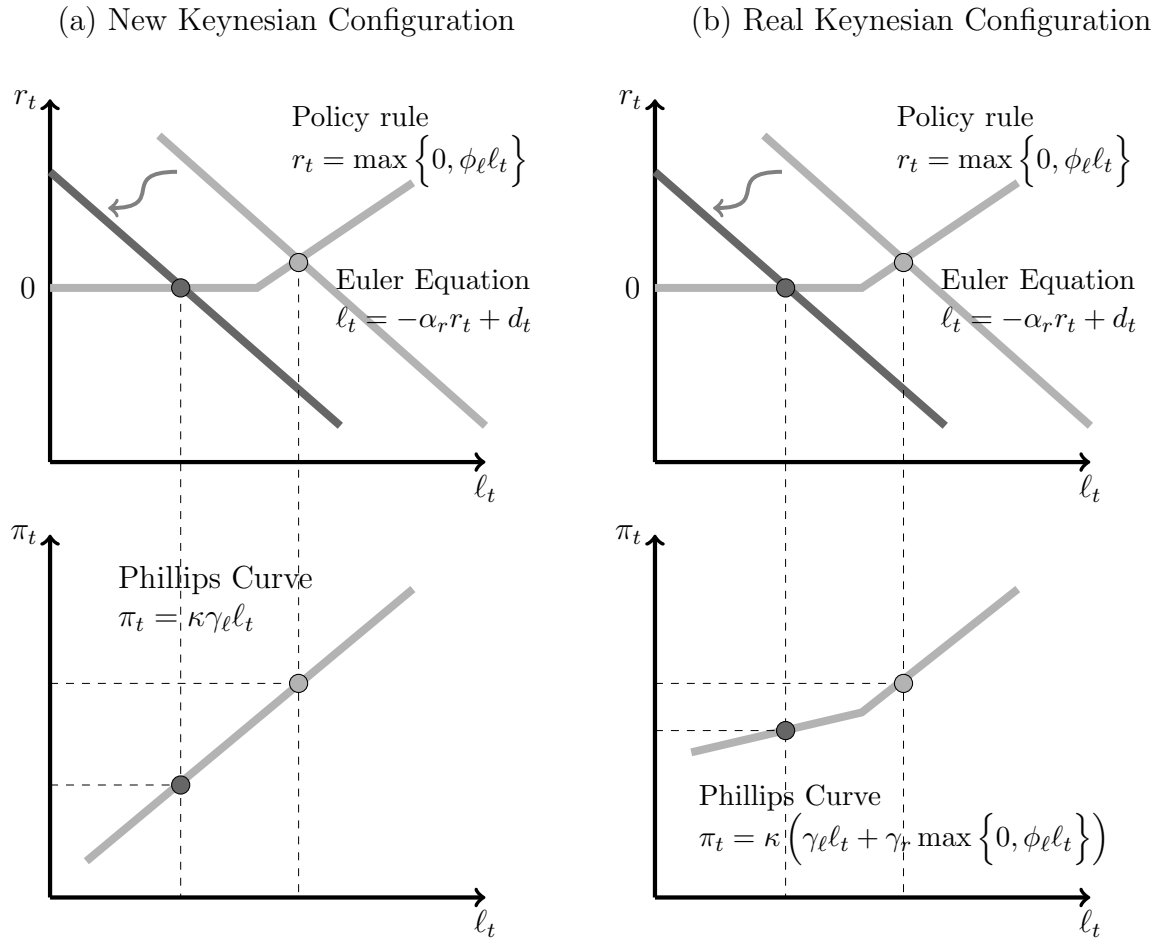 (a) New Keynesian Configuration
r_t
Policy rule
r_t = max {0, ϕ_ℓ ℓ_t}
0
Euler Equation
ℓ_t = −α_r r_t + d_t
ℓ_t
π_t
Phillips Curve
π_t = κγ_ℓ ℓ_t
ℓ_t
(b) Real Keynesian Configuration
r_t
Policy rule
r_t = max {0, ϕ_ℓ ℓ_t}
0
Euler Equation
ℓ_t = −α_r r_t + d_t
ℓ_t
π_t
Phillips Curve
π_t = κ (γ_ℓ ℓ_t + γ_r max {0, ϕ_ℓ ℓ_t})
ℓ_t